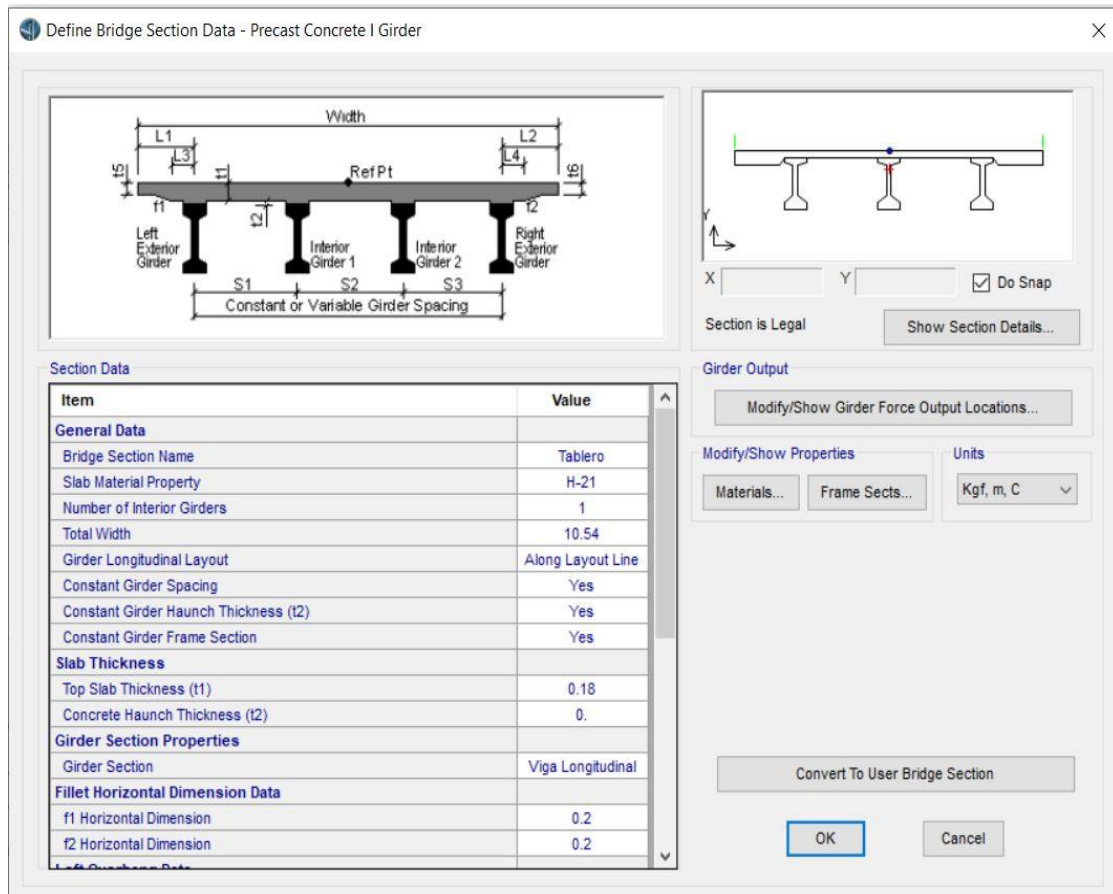 Define Bridge Section Data - Precast Concrete I Girder
Width
L1
L2
L3
L4
t5
t1
Ref Pt
t6
f1
t2
f2
Left Exterior Girder
Interior Girder 1
Interior Girder 2
Right Exterior Girder
S1
S2
S3
Constant or Variable Girder Spacing
Y
X
Y
Do Snap
Section is Legal
Show Section Details...
Section Data
Item Value
General Data
Bridge Section Name Tablero
Slab Material Property H-21
Number of Interior Girders 1
Total Width 10.54
Girder Longitudinal Layout Along Layout Line
Constant Girder Spacing Yes
Constant Girder Haunch Thickness (t2) Yes
Constant Girder Frame Section Yes
Slab Thickness
Top Slab Thickness (t1) 0.18
Concrete Haunch Thickness (t2) 0.
Girder Section Properties
Girder Section Viga Longitudinal
Fillet Horizontal Dimension Data
f1 Horizontal Dimension 0.2
f2 Horizontal Dimension 0.2
Left Overhang Data
Girder Output
Modify/Show Girder Force Output Locations...
Modify/Show Properties
Materials...
Frame Sects...
Units
Kgf, m, C
Convert To User Bridge Section
OK
Cancel